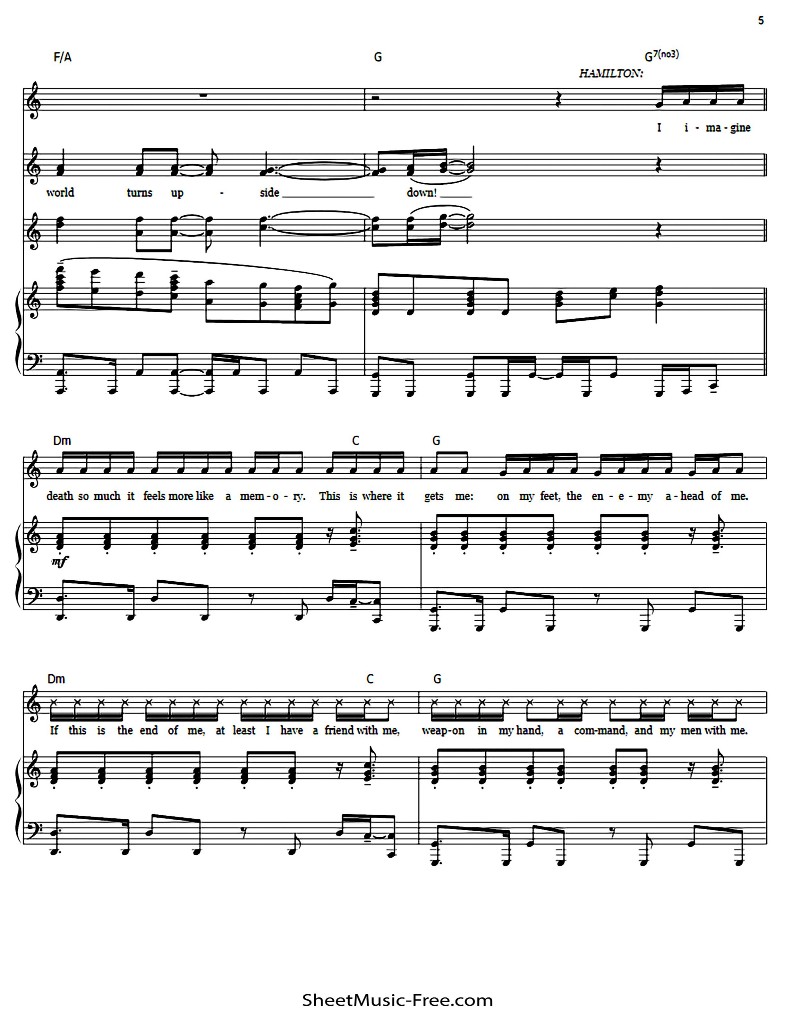 5
F/A G G7(no3)
HAMILTON:
I i - ma - gine
world turns up - side down!
Dm C G
death so much it feels more like a mem - o - ry. This is where it gets me: on my feet, the en - e - my a - head of me.
mf
Dm C G
If this is the end of me, at least I have a friend with me, weap-on in my hand, a com-mand, and my men with me.
SheetMusic-Free.com